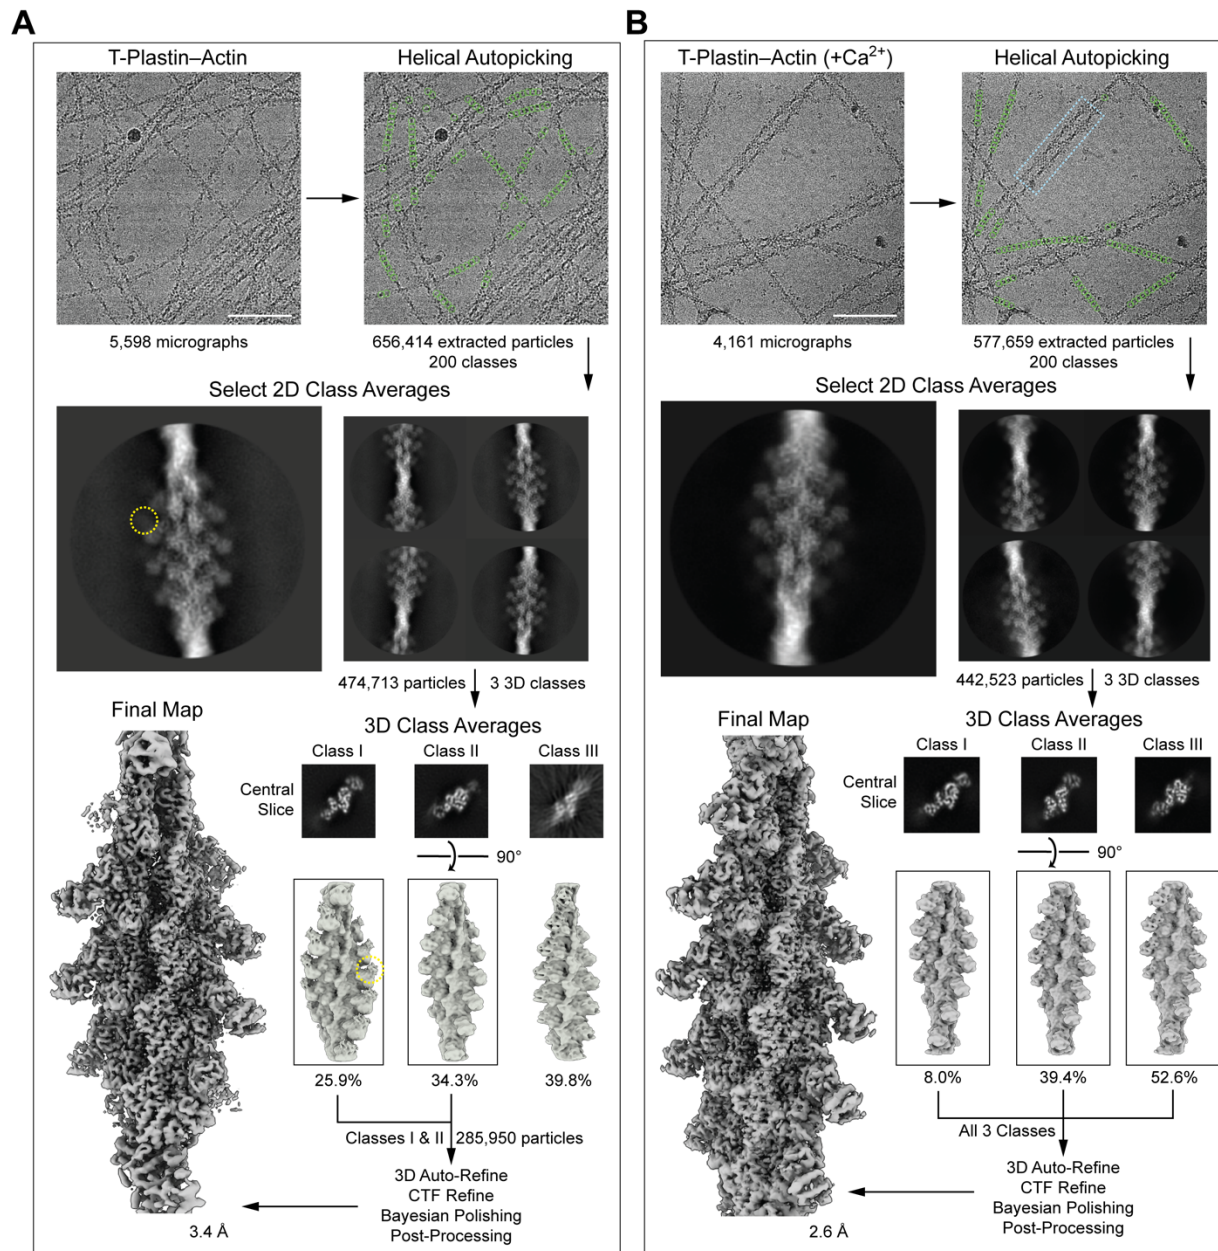 A
T-Plastin–Actin
Helical Autopicking
5,598 micrographs
656,414 extracted particles
200 classes
Select 2D Class Averages
474,713 particles
3 3D classes
Final Map
3D Class Averages
Class I
Class II
Class III
Central
Slice
90°
25.9%
34.3%
39.8%
Classes I & II
285,950 particles
3D Auto-Refine
CTF Refine
Bayesian Polishing
Post-Processing
3.4 Å
B
T-Plastin–Actin (+Ca²⁺)
Helical Autopicking
4,161 micrographs
577,659 extracted particles
200 classes
Select 2D Class Averages
442,523 particles
3 3D classes
Final Map
3D Class Averages
Class I
Class II
Class III
Central
Slice
90°
8.0%
39.4%
52.6%
All 3 Classes
3D Auto-Refine
CTF Refine
Bayesian Polishing
Post-Processing
2.6 Å